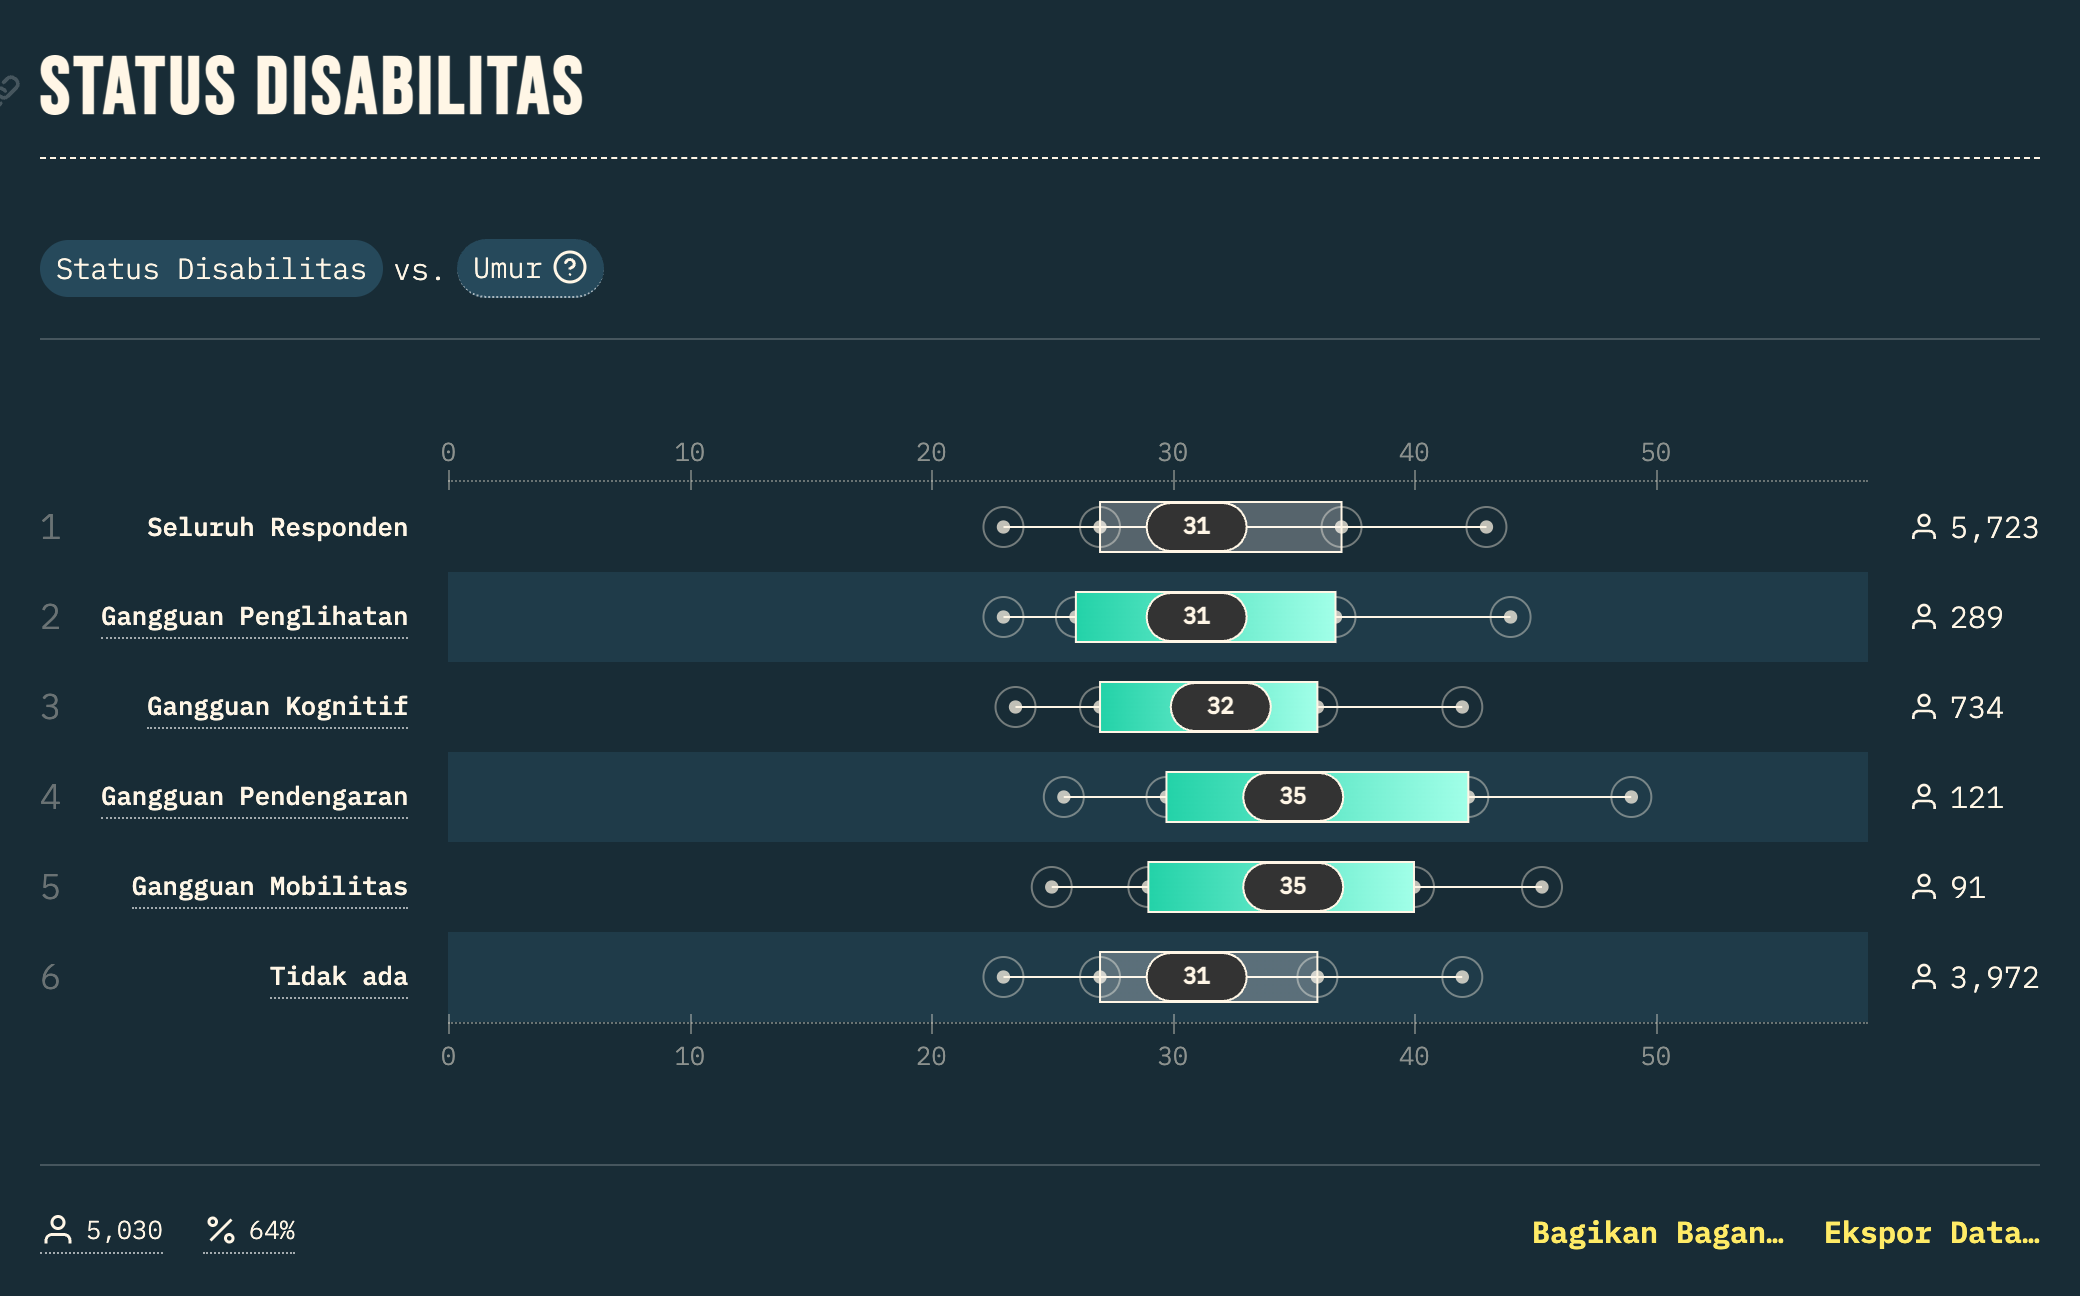 STATUS DISABILITAS
Status Disabilitas vs. Umur ?
0 10 20 30 40 50
1 Seluruh Responden 31 5,723
2 Gangguan Penglihatan 31 289
3 Gangguan Kognitif 32 734
4 Gangguan Pendengaran 35 121
5 Gangguan Mobilitas 35 91
6 Tidak ada 31 3,972
0 10 20 30 40 50
5,030 % 64% Bagikan Bagan… Ekspor Data…